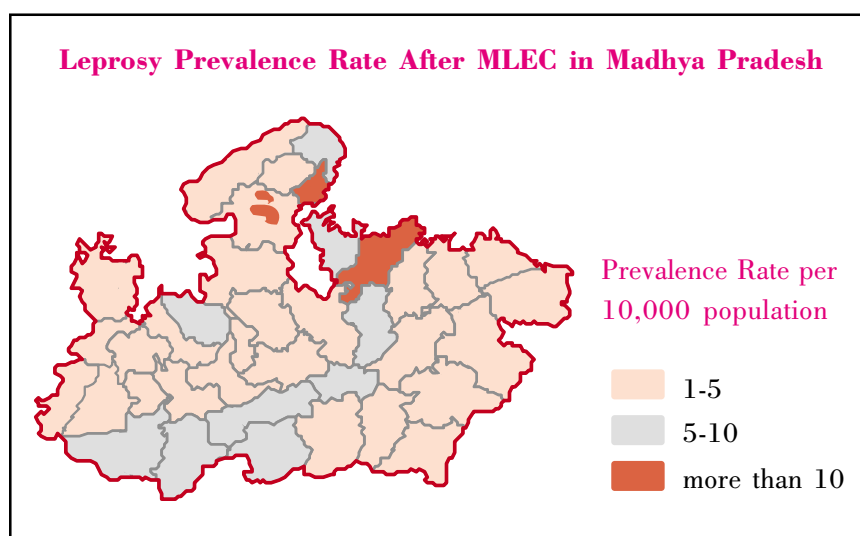 Leprosy Prevalence Rate After MLEC in Madhya Pradesh
Prevalence Rate per
10,000 population
1-5
5-10
more than 10